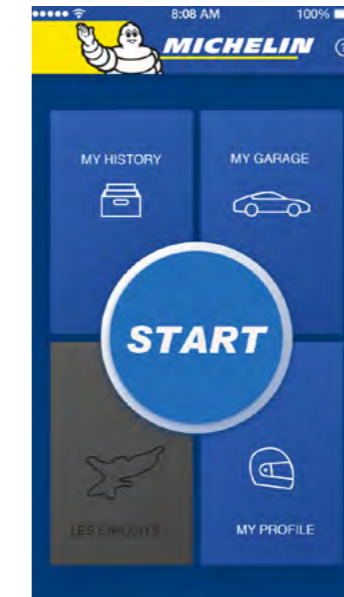 8:08 AM 100%
MICHELIN ?
MY HISTORY MY GARAGE
START
LES CIRCUITS MY PROFILE